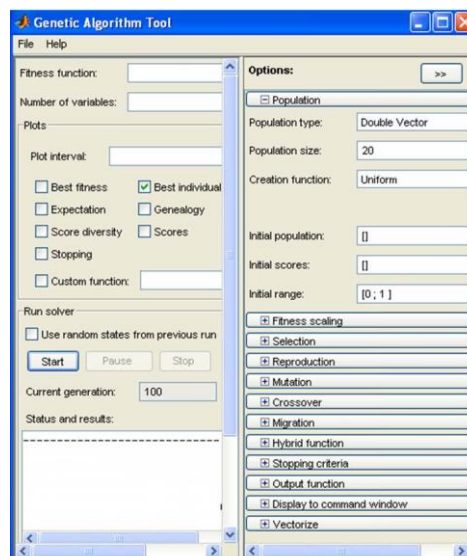 Genetic Algorithm Tool
File Help
Fitness function:
Number of variables:
Plots
Plot interval:
Best fitness Best individual
Expectation Genealogy
Score diversity Scores
Stopping
Custom function:
Run solver
Use random states from previous run
Start Pause Stop
Current generation: 100
Status and results:
Options: >>
Population
Population type: Double Vector
Population size: 20
Creation function: Uniform
Initial population: []
Initial scores: []
Initial range: [0 ; 1 ]
Fitness scaling
Selection
Reproduction
Mutation
Crossover
Migration
Hybrid function
Stopping criteria
Output function
Display to command window
Vectorize